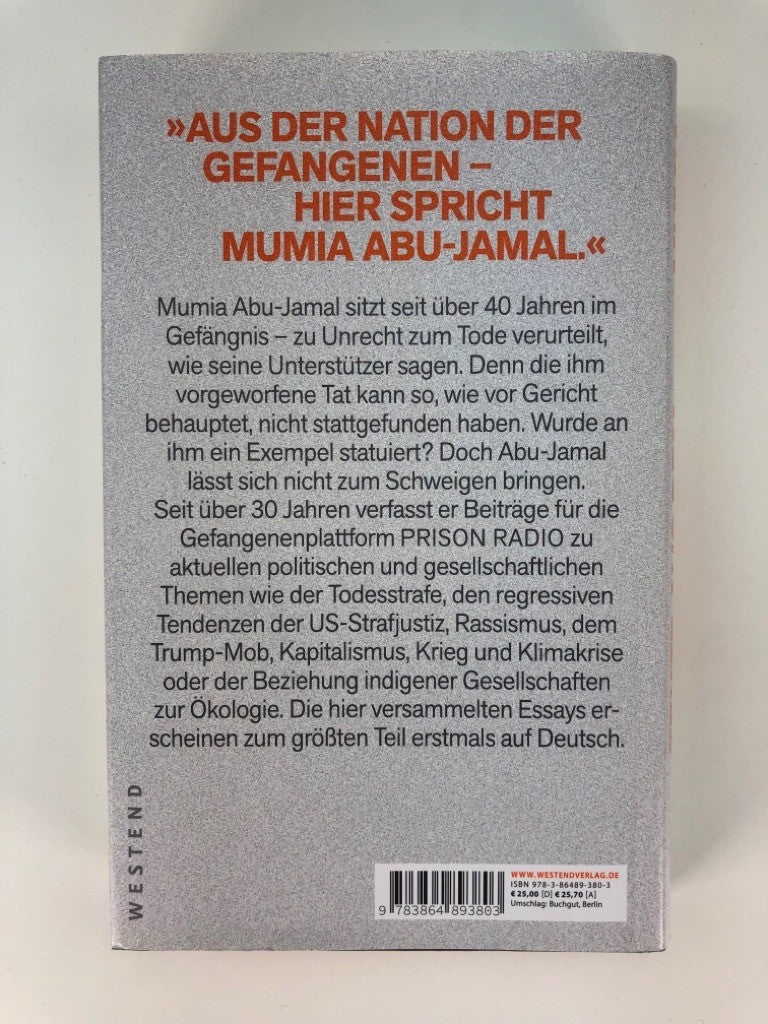 »AUS DER NATION DER
GEFANGENEN –
HIER SPRICHT
MUMIA ABU-JAMAL.«
Mumia Abu-Jamal sitzt seit über 40 Jahren im
Gefängnis – zu Unrecht zum Tode verurteilt,
wie seine Unterstützer sagen. Denn die ihm
vorgeworfene Tat kann so, wie vor Gericht
behauptet, nicht stattgefunden haben. Wurde an
ihm ein Exempel statuiert? Doch Abu-Jamal
lässt sich nicht zum Schweigen bringen.
Seit über 30 Jahren verfasst er Beiträge für die
Gefangenenplattform PRISON RADIO zu
aktuellen politischen und gesellschaftlichen
Themen wie der Todesstrafe, den regressiven
Tendenzen der US-Strafjustiz, Rassismus, dem
Trump-Mob, Kapitalismus, Krieg und Klimakrise
oder der Beziehung indigener Gesellschaften
zur Ökologie. Die hier versammelten Essays er-
scheinen zum größten Teil erstmals auf Deutsch.
WESTEND
WWW.WESTENDVERLAG.DE
ISBN 978-3-86489-380-3
€ 25,00 [D] € 25,70 [A]
Umschlag: Buchgut, Berlin
9 783864 893803